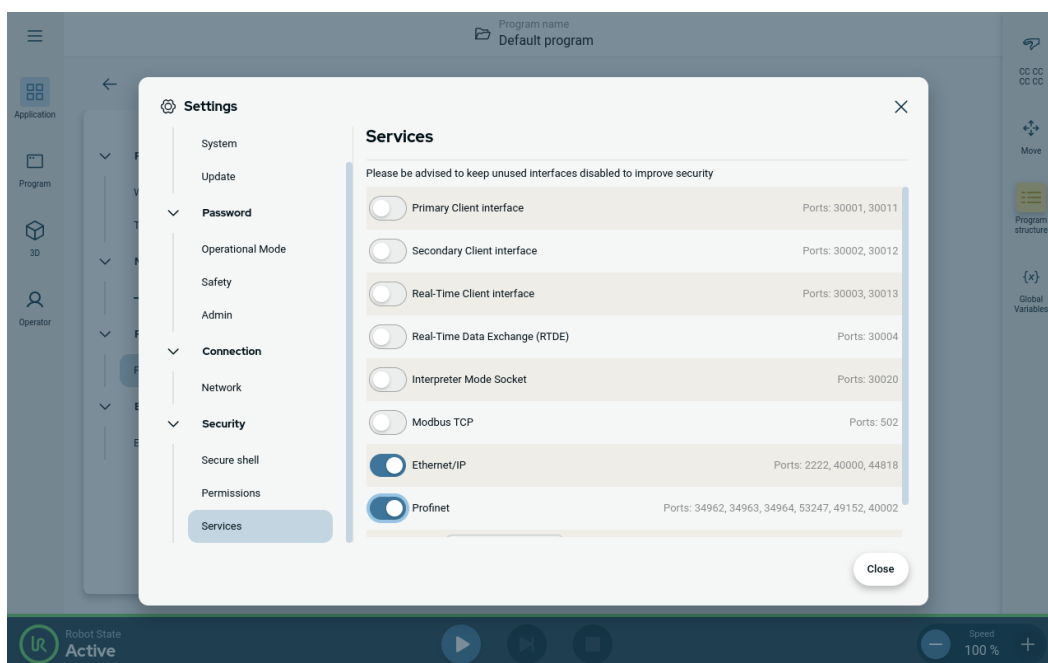 Program name
Default program
Application
Program
3D
Operator
Settings
System
Update
Password
Operational Mode
Safety
Admin
Connection
Network
Security
Secure shell
Permissions
Services
Services
Please be advised to keep unused interfaces disabled to improve security
Primary Client interface Ports: 30001, 30011
Secondary Client interface Ports: 30002, 30012
Real-Time Client interface Ports: 30003, 30013
Real-Time Data Exchange (RTDE) Ports: 30004
Interpreter Mode Socket Ports: 30020
Modbus TCP Ports: 502
Ethernet/IP Ports: 2222, 40000, 44818
Profinet Ports: 34962, 34963, 34964, 53247, 49152, 40002
Close
CC CC
CC CC
Move
Program
structure
{x}
Global
Variables
UR
Robot State
Active
Speed
100 %